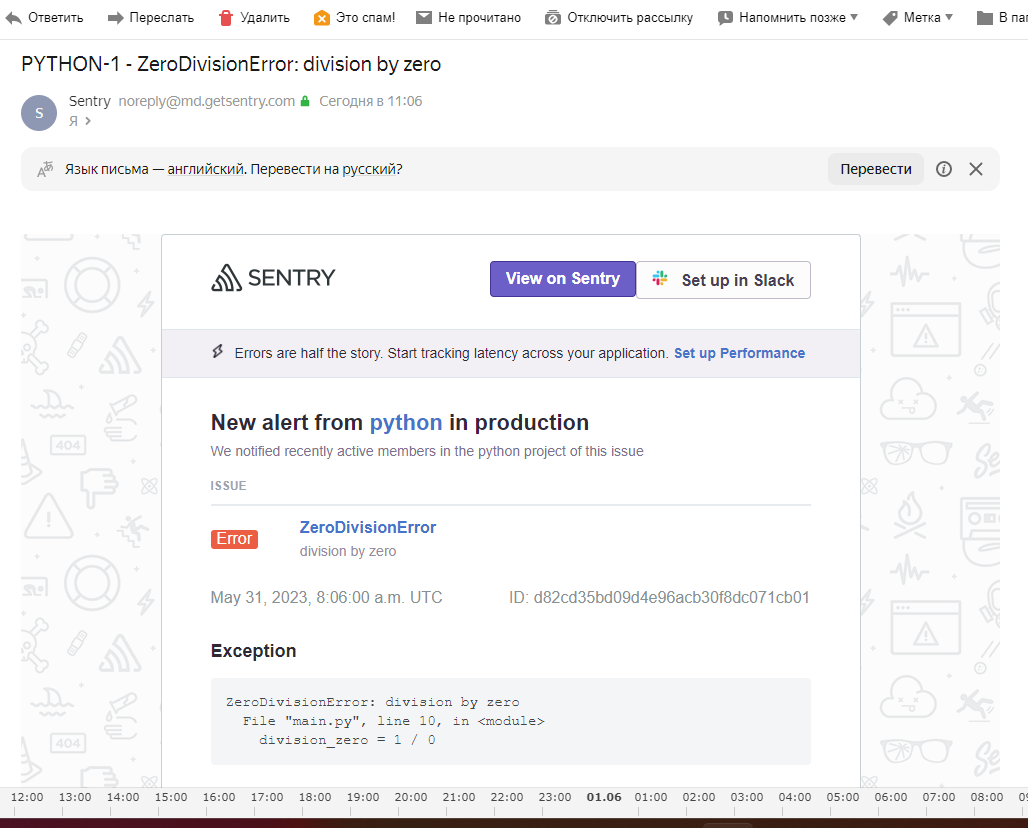 Ответить Переслать Удалить Это спам! Не прочитано Отключить рассылку Напомнить позже Метка В пап
PYTHON-1 - ZeroDivisionError: division by zero
S
Sentry noreply@md.getsentry.com Сегодня в 11:06
Я
Язык письма — английский. Перевести на русский?
Перевести
SENTRY
View on Sentry
Set up in Slack
Errors are half the story. Start tracking latency across your application. Set up Performance
New alert from python in production
We notified recently active members in the python project of this issue
ISSUE
Error
ZeroDivisionError
division by zero
May 31, 2023, 8:06:00 a.m. UTC
ID: d82cd35bd09d4e96acb30f8dc071cb01
Exception
ZeroDivisionError: division by zero
File "main.py", line 10, in <module>
division_zero = 1 / 0
404
404
12:00 13:00 14:00 15:00 16:00 17:00 18:00 19:00 20:00 21:00 22:00 23:00 01.06 01:00 02:00 03:00 04:00 05:00 06:00 07:00 08:00 09